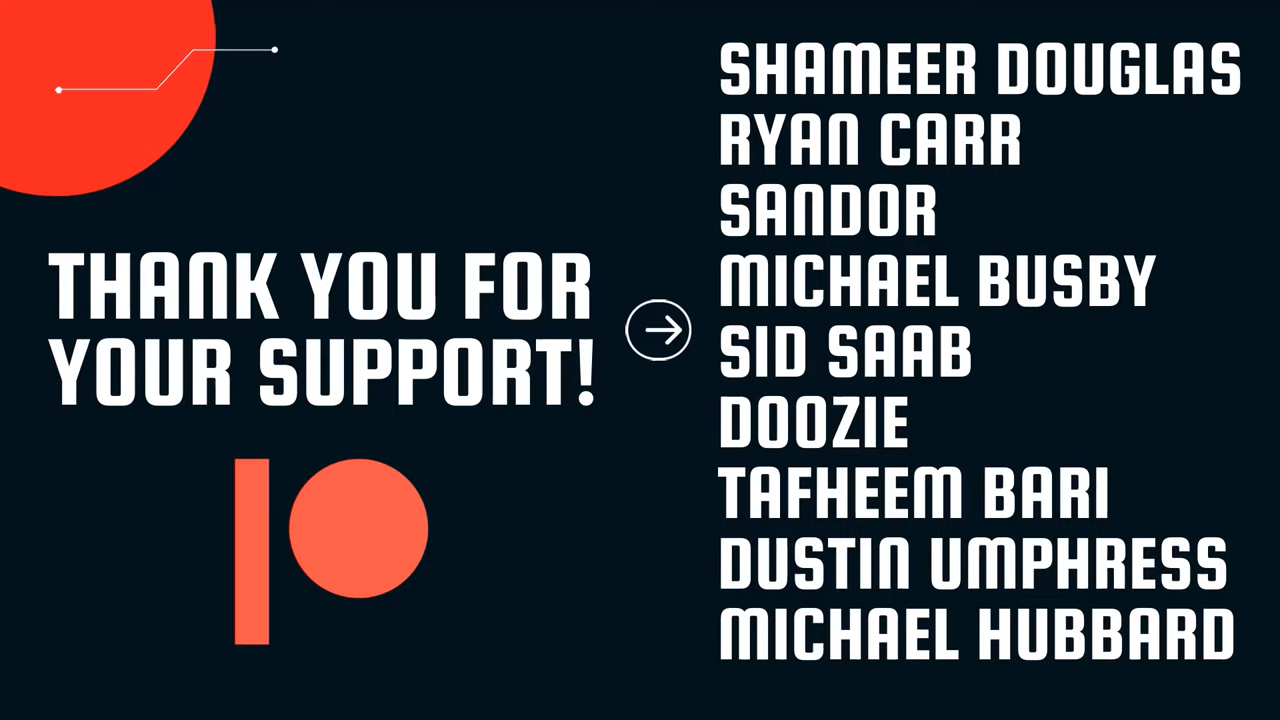 THANK YOU FOR
YOUR SUPPORT!
SHAMEER DOUGLAS
RYAN CARR
SANDOR
MICHAEL BUSBY
SID SAAB
DOOZIE
TAFHEEM BARI
DUSTIN UMPHRESS
MICHAEL HUBBARD